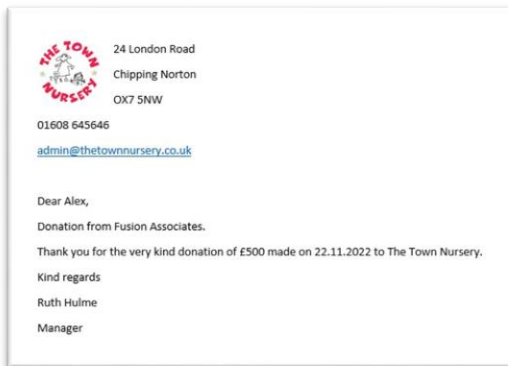 THE TOWN NURSERY
24 London Road
Chipping Norton
OX7 5NW
01608 645646
admin@thetownnursery.co.uk
Dear Alex,
Donation from Fusion Associates.
Thank you for the very kind donation of £500 made on 22.11.2022 to The Town Nursery.
Kind regards
Ruth Hulme
Manager